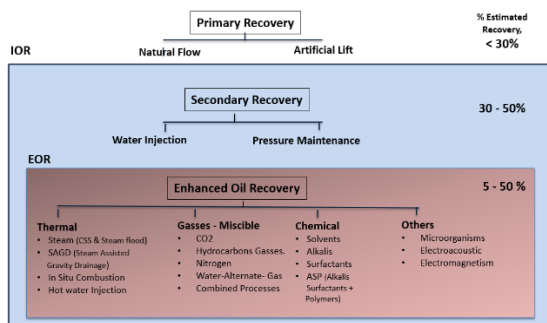 Primary Recovery
% Estimated
Recovery,
< 30%
IOR
Natural Flow
Artificial Lift
Secondary Recovery
30 - 50%
Water Injection
Pressure Maintenance
EOR
Enhanced Oil Recovery
5 - 50 %
Thermal
• Steam (CSS & Steam flood)
• SAGD (Steam Assisted
Gravity Drainage)
• In Situ Combustion
• Hot water Injection
Gasses - Miscible
• CO2
• Hydrocarbons Gasses.
• Nitrogen
• Water-Alternate- Gas
• Combined Processes
Chemical
• Solvents
• Alkalis
• Surfactants
• ASP (Alkalis
Surfactants +
Polymers)
Others
• Microorganisms
• Electroacoustic
• Electromagnetism